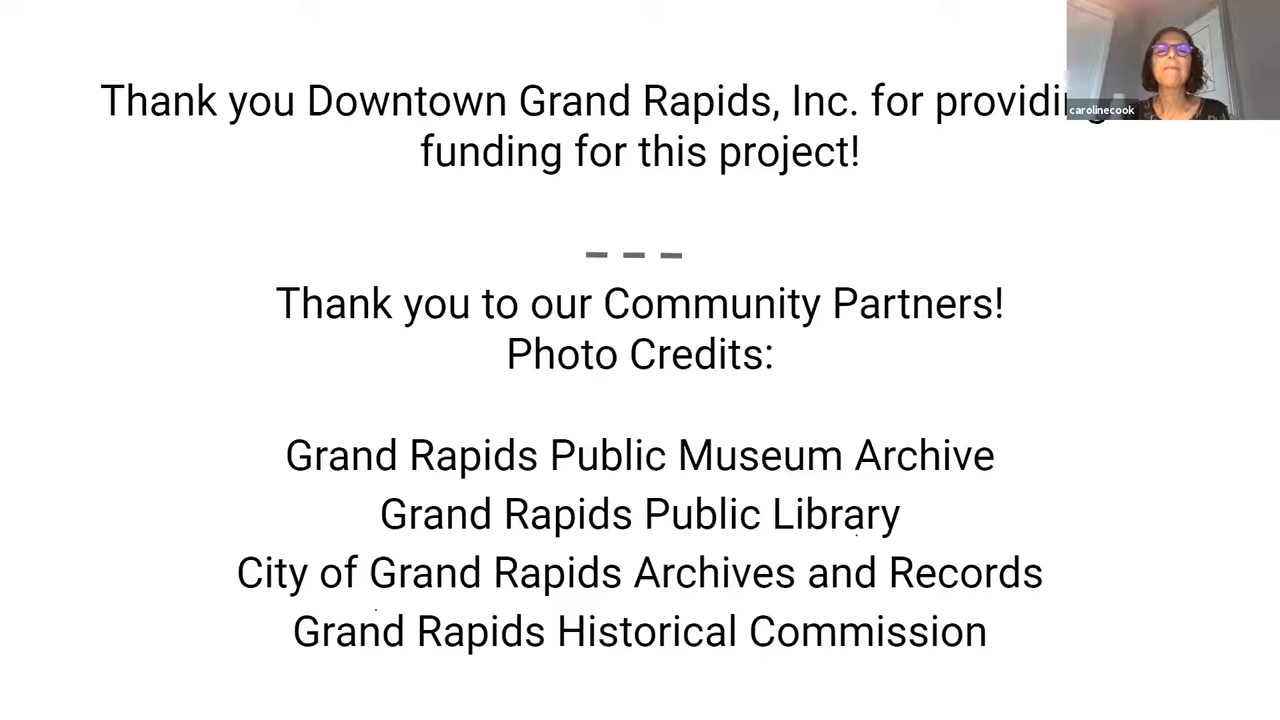 Thank you Downtown Grand Rapids, Inc. for providing
funding for this project!
carolinecook
Thank you to our Community Partners!
Photo Credits:
Grand Rapids Public Museum Archive
Grand Rapids Public Library
City of Grand Rapids Archives and Records
Grand Rapids Historical Commission